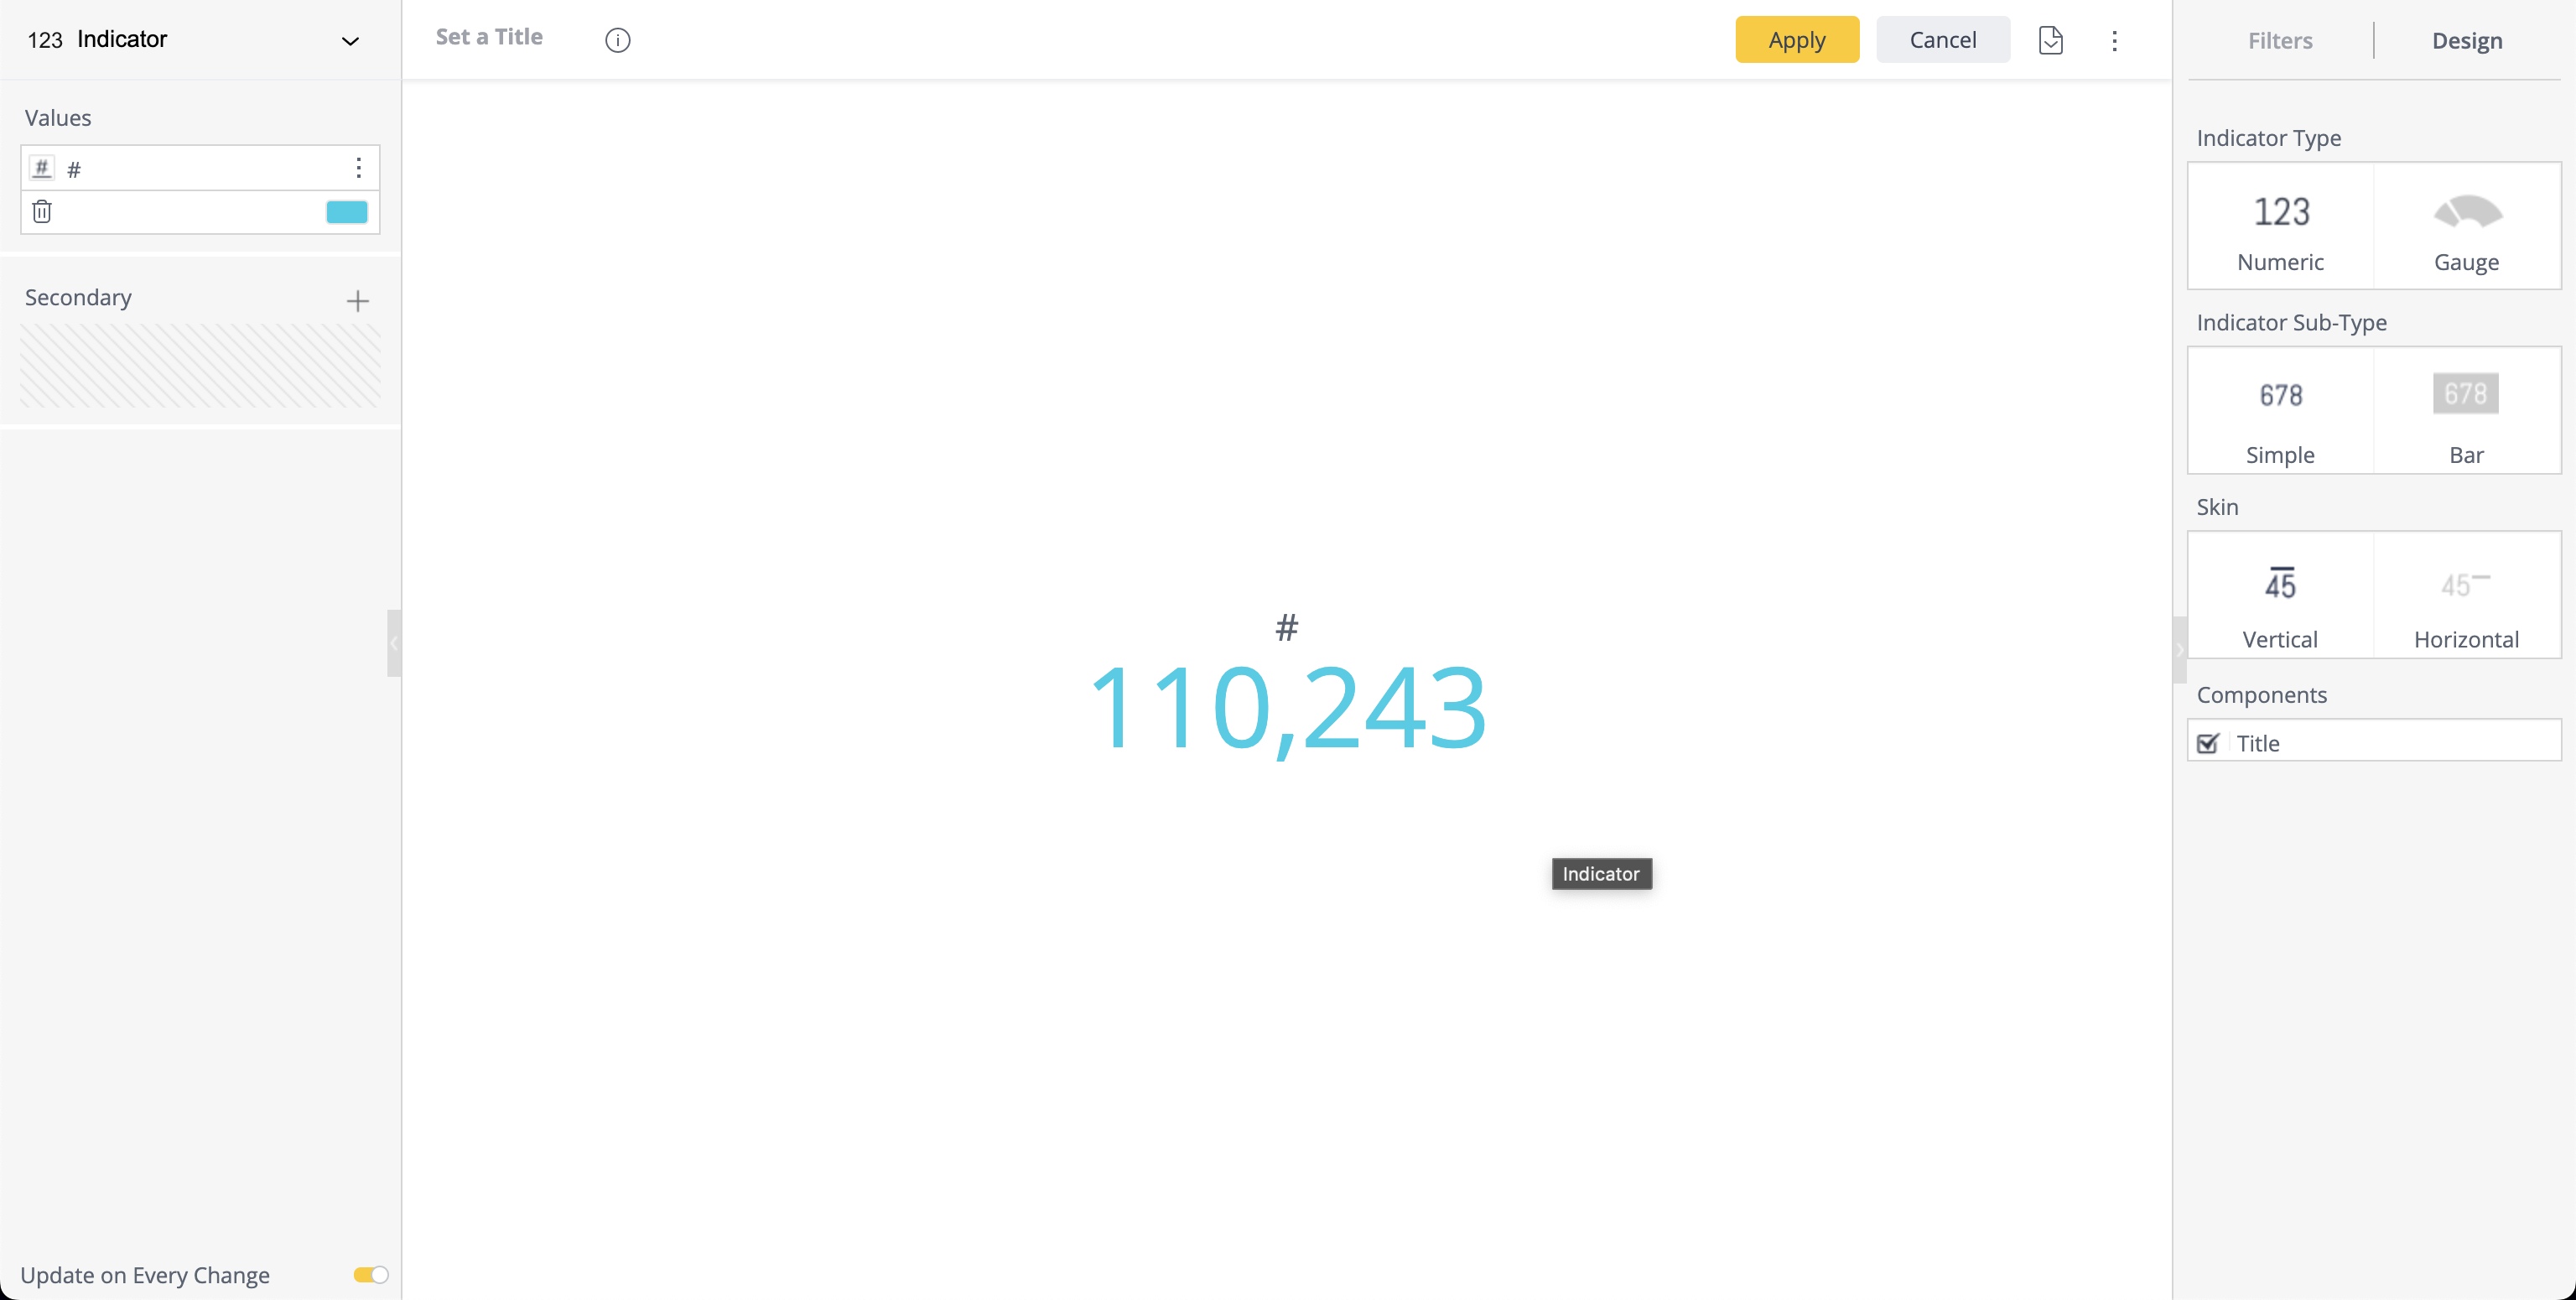 123 Indicator
Set a Title
Apply
Cancel
Filters
Design
Values
# #
Secondary
Update on Every Change
#
110,243
Indicator
Indicator Type
123
Numeric
Gauge
Indicator Sub-Type
678
Simple
678
Bar
Skin
45
Vertical
45
Horizontal
Components
Title